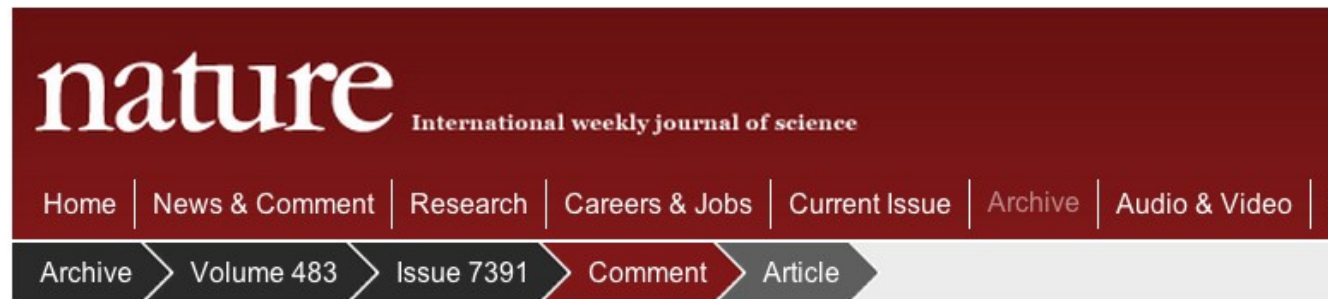 nature International weekly journal of science
Home News & Comment Research Careers & Jobs Current Issue Archive Audio & Video
Archive Volume 483 Issue 7391 Comment Article